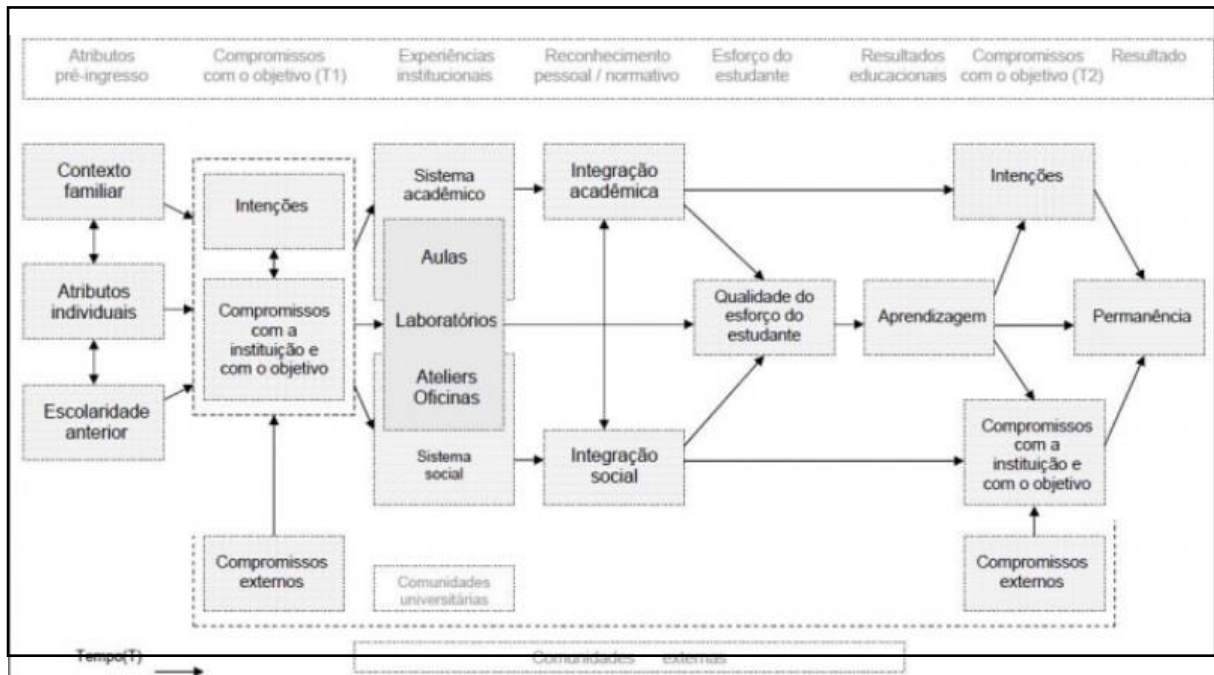 Atributos
pré-ingresso
Compromissos
com o objetivo (T1)
Experiências
institucionais
Reconhecimento
pessoal / normativo
Esforço do
estudante
Resultados
educacionais
Compromissos
com o objetivo (T2)
Resultado
Contexto
familiar
Atributos
individuais
Escolaridade
anterior
Intenções
Compromissos
com a
instituição e
com o objetivo
Compromissos
externos
Sistema
acadêmico
Aulas
Laboratórios
Ateliers
Oficinas
Sistema
social
Comunidades
universitárias
Integração
acadêmica
Integração
social
Qualidade do
esforço do
estudante
Aprendizagem
Intenções
Compromissos
com a
instituição e
com o objetivo
Compromissos
externos
Permanência
Tempo(T)
Comunidades externas